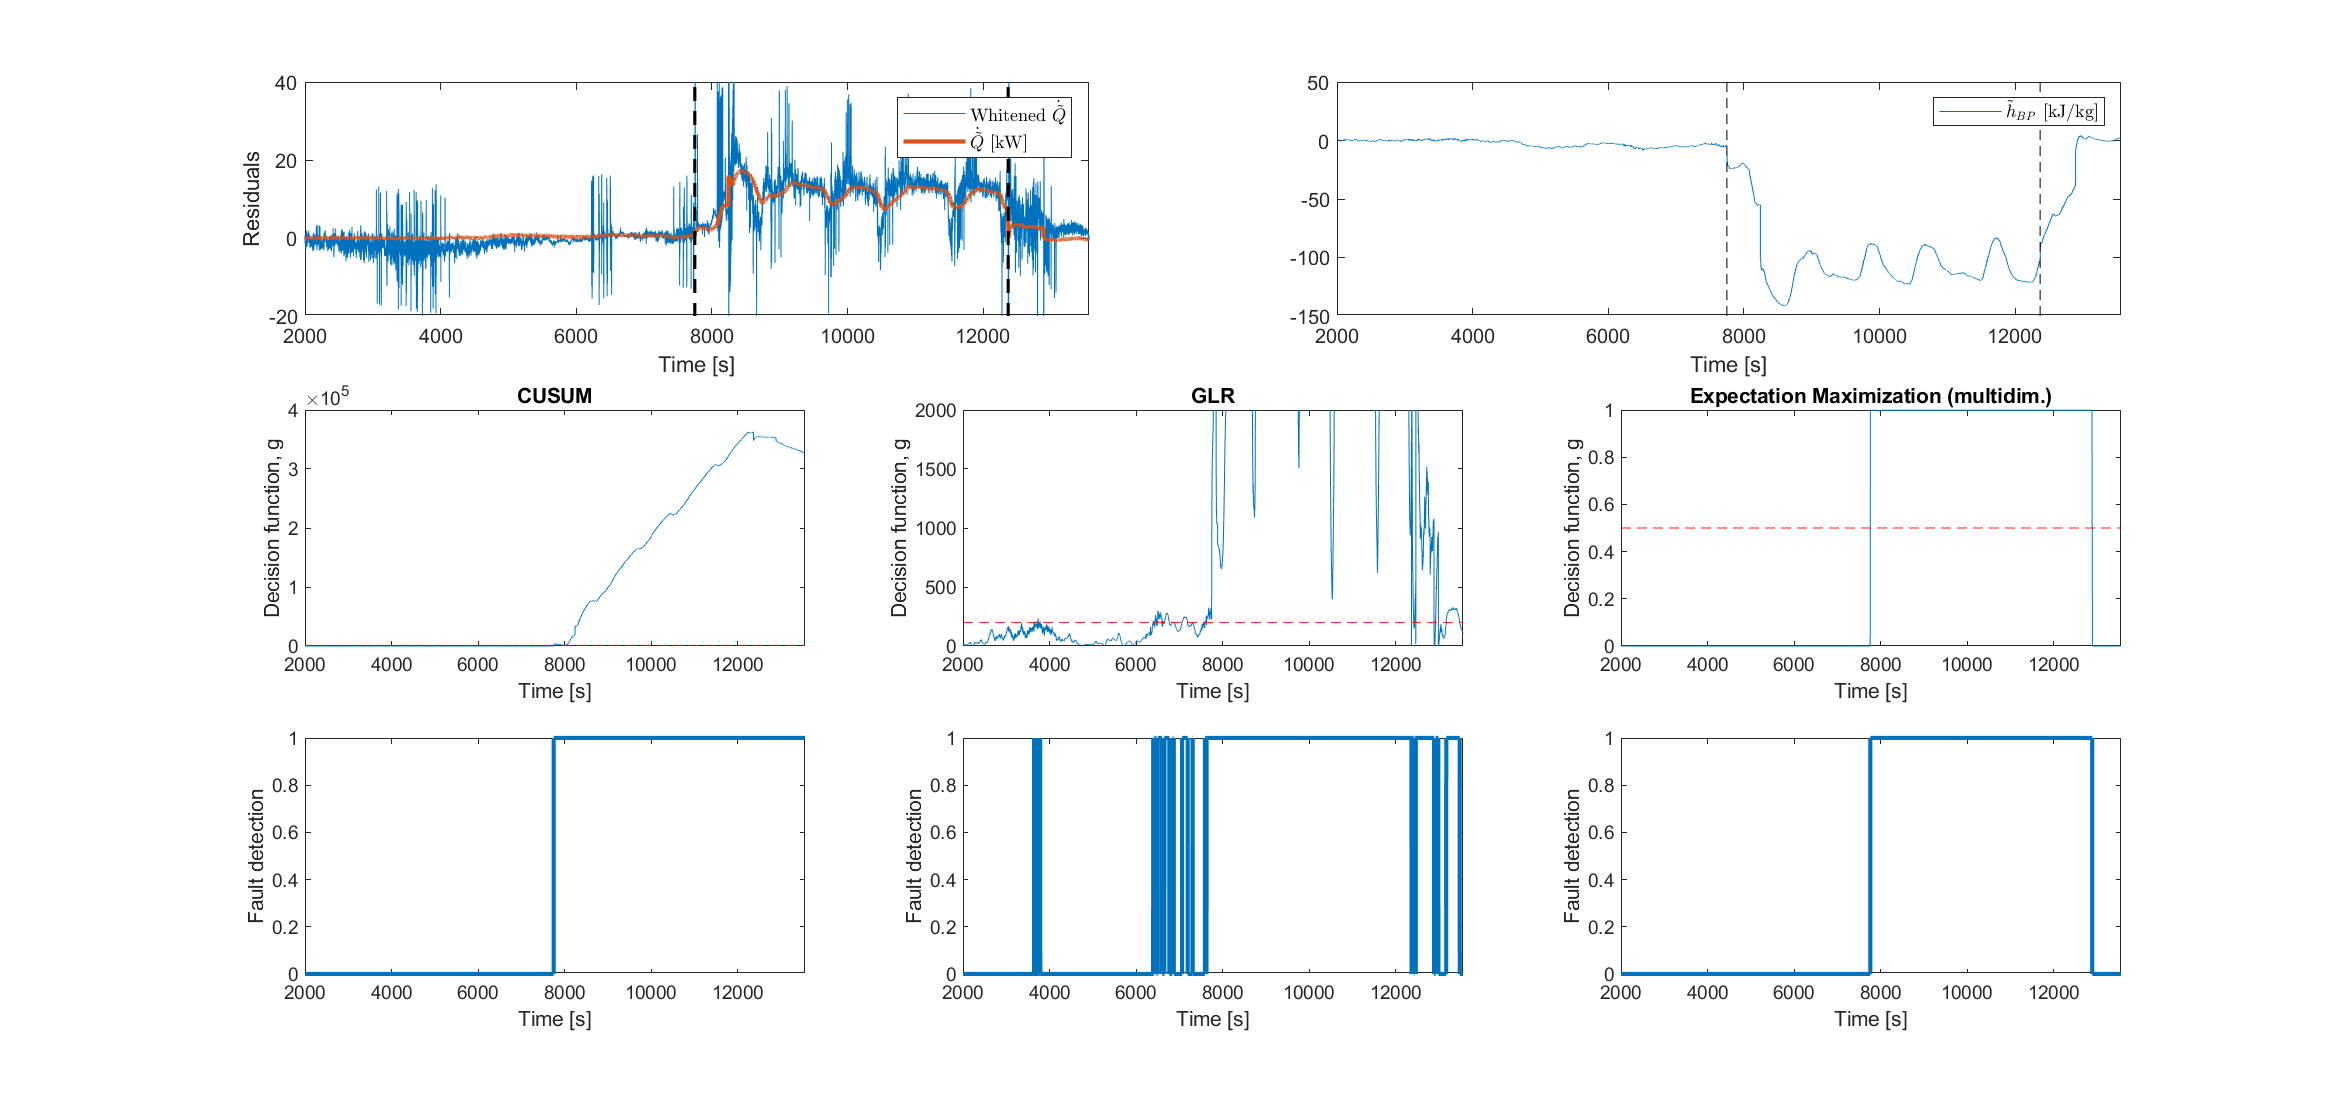 40
20
0
-20
Residuals
Whitened Q̃̇
Q̃̇ [kW]
2000 4000 6000 8000 10000 12000
Time [s]
50
0
-50
-100
-150
h̃_BP [kJ/kg]
2000 4000 6000 8000 10000 12000
Time [s]
CUSUM
×10^5
4
3
2
1
0
Decision function, g
2000 4000 6000 8000 10000 12000
Time [s]
GLR
2000
1500
1000
500
0
Decision function, g
2000 4000 6000 8000 10000 12000
Time [s]
Expectation Maximization (multidim.)
1
0.8
0.6
0.4
0.2
0
Decision function, g
2000 4000 6000 8000 10000 12000
Time [s]
1
0.8
0.6
0.4
0.2
0
Fault detection
2000 4000 6000 8000 10000 12000
Time [s]
1
0.8
0.6
0.4
0.2
0
Fault detection
2000 4000 6000 8000 10000 12000
Time [s]
1
0.8
0.6
0.4
0.2
0
Fault detection
2000 4000 6000 8000 10000 12000
Time [s]